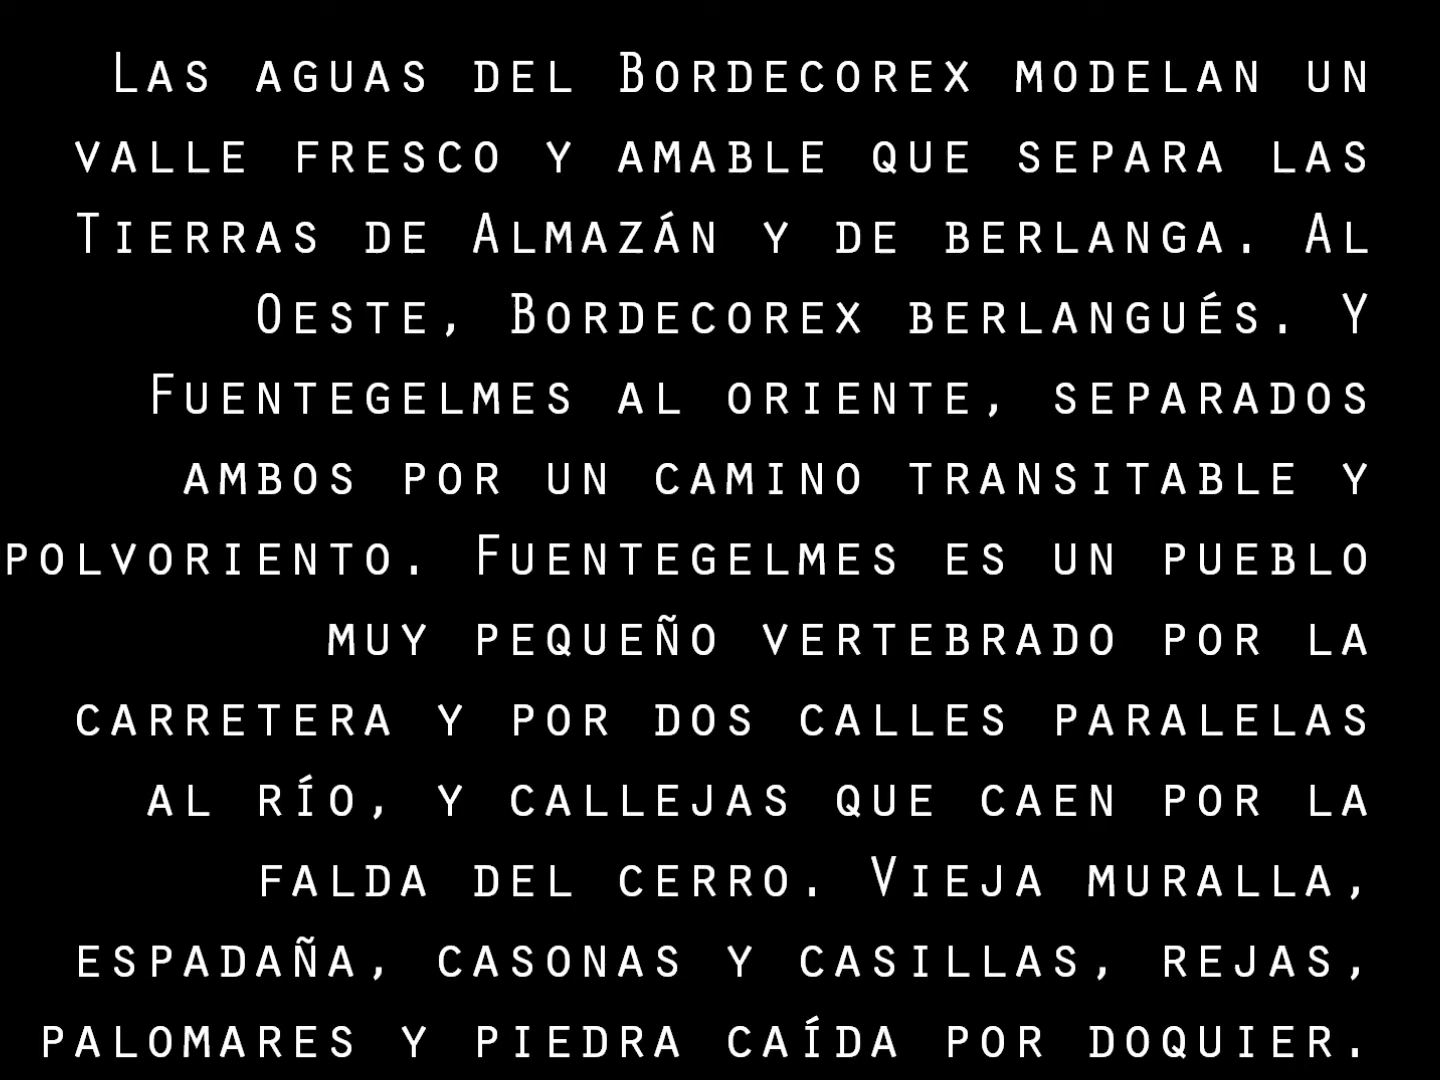 Las aguas del Bordecorex modelan un
valle fresco y amable que separa las
Tierras de Almazán y de berlanga. Al
Oeste, Bordecorex berlangués. Y
Fuentegelmes al oriente, separados
ambos por un camino transitable y
polvoriento. Fuentegelmes es un pueblo
muy pequeño vertebrado por la
carretera y por dos calles paralelas
al río, y callejas que caen por la
falda del cerro. Vieja muralla,
espadaña, casonas y casillas, rejas,
palomares y piedra caída por doquier.